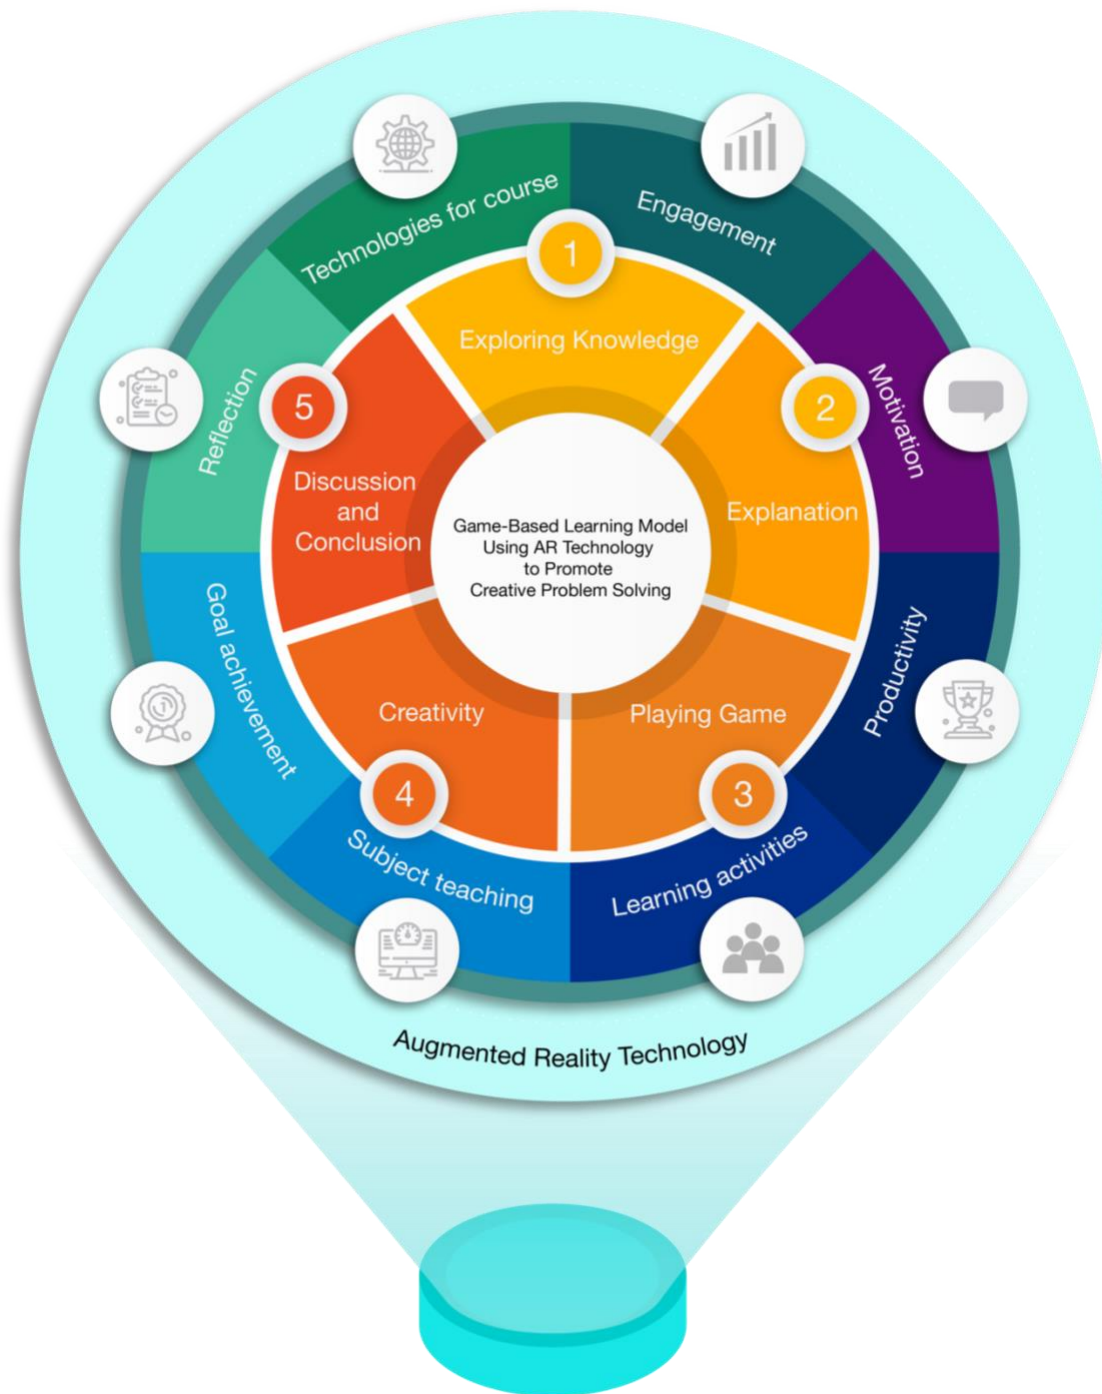 Technologies for course
Engagement
Motivation
Productivity
Learning activities
Subject teaching
Goal achievement
Reflection
1
Exploring Knowledge
2
Explanation
3
Playing Game
4
Creativity
5
Discussion
and
Conclusion
Game-Based Learning Model
Using AR Technology
to Promote
Creative Problem Solving
Augmented Reality Technology